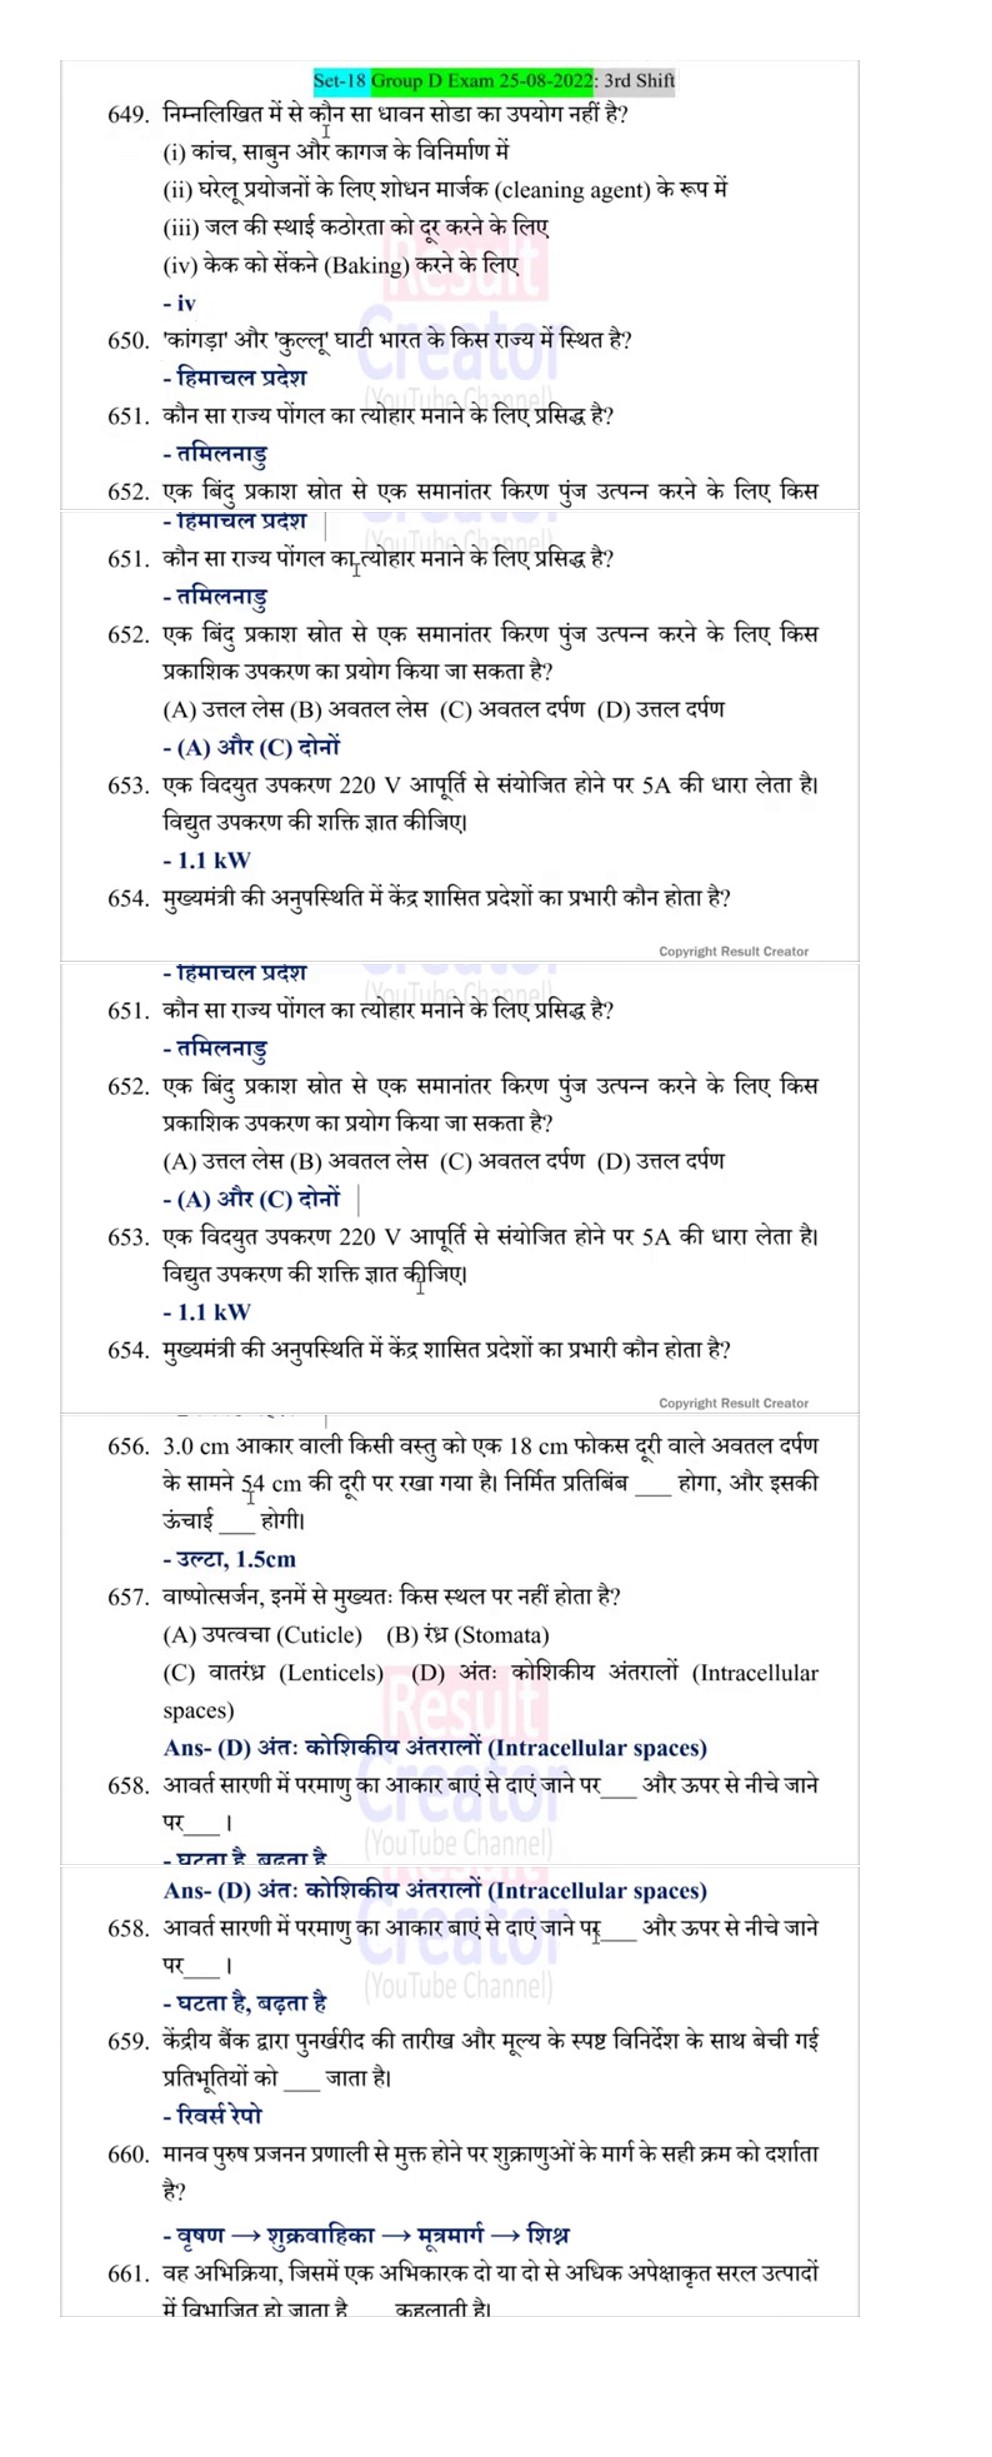 Set-18 Group D Exam 25-08-2022: 3rd Shift
649. निम्नलिखित में से कौन सा धावन सोडा का उपयोग नहीं है?
(i) कांच, साबुन और कागज के विनिर्माण में
(ii) घरेलू प्रयोजनों के लिए शोधन मार्जक (cleaning agent) के रूप में
(iii) जल की स्थाई कठोरता को दूर करने के लिए
(iv) केक को सेंकने (Baking) करने के लिए
- iv
650. 'कांगड़ा' और 'कुल्लू' घाटी भारत के किस राज्य में स्थित है?
- हिमाचल प्रदेश
651. कौन सा राज्य पोंगल का त्योहार मनाने के लिए प्रसिद्ध है?
- तमिलनाडु
652. एक बिंदु प्रकाश स्रोत से एक समानांतर किरण पुंज उत्पन्न करने के लिए किस
- हिमाचल प्रदेश
651. कौन सा राज्य पोंगल का त्योहार मनाने के लिए प्रसिद्ध है?
- तमिलनाडु
652. एक बिंदु प्रकाश स्रोत से एक समानांतर किरण पुंज उत्पन्न करने के लिए किस
प्रकाशिक उपकरण का प्रयोग किया जा सकता है?
(A) उत्तल लेस (B) अवतल लेस (C) अवतल दर्पण (D) उत्तल दर्पण
- (A) और (C) दोनों
653. एक विदयुत उपकरण 220 V आपूर्ति से संयोजित होने पर 5A की धारा लेता है।
विद्युत उपकरण की शक्ति ज्ञात कीजिए।
- 1.1 kW
654. मुख्यमंत्री की अनुपस्थिति में केंद्र शासित प्रदेशों का प्रभारी कौन होता है?
Copyright Result Creator
- हिमाचल प्रदेश
651. कौन सा राज्य पोंगल का त्योहार मनाने के लिए प्रसिद्ध है?
- तमिलनाडु
652. एक बिंदु प्रकाश स्रोत से एक समानांतर किरण पुंज उत्पन्न करने के लिए किस
प्रकाशिक उपकरण का प्रयोग किया जा सकता है?
(A) उत्तल लेस (B) अवतल लेस (C) अवतल दर्पण (D) उत्तल दर्पण
- (A) और (C) दोनों
653. एक विदयुत उपकरण 220 V आपूर्ति से संयोजित होने पर 5A की धारा लेता है।
विद्युत उपकरण की शक्ति ज्ञात कीजिए।
- 1.1 kW
654. मुख्यमंत्री की अनुपस्थिति में केंद्र शासित प्रदेशों का प्रभारी कौन होता है?
Copyright Result Creator
656. 3.0 cm आकार वाली किसी वस्तु को एक 18 cm फोकस दूरी वाले अवतल दर्पण
के सामने 54 cm की दूरी पर रखा गया है। निर्मित प्रतिबिंब ____ होगा, और इसकी
ऊंचाई ____ होगी।
- उल्टा, 1.5cm
657. वाष्पोत्सर्जन, इनमें से मुख्यतः किस स्थल पर नहीं होता है?
(A) उपत्वचा (Cuticle) (B) रंध्र (Stomata)
(C) वातरंध्र (Lenticels) (D) अंतः कोशिकीय अंतरालों (Intracellular
spaces)
Ans- (D) अंतः कोशिकीय अंतरालों (Intracellular spaces)
658. आवर्त सारणी में परमाणु का आकार बाएं से दाएं जाने पर____ और ऊपर से नीचे जाने
पर____ ।
- घटता है, बढ़ता है
Ans- (D) अंतः कोशिकीय अंतरालों (Intracellular spaces)
658. आवर्त सारणी में परमाणु का आकार बाएं से दाएं जाने पर____ और ऊपर से नीचे जाने
पर____ ।
- घटता है, बढ़ता है
659. केंद्रीय बैंक द्वारा पुनर्खरीद की तारीख और मूल्य के स्पष्ट विनिर्देश के साथ बेची गई
प्रतिभूतियों को ____ जाता है।
- रिवर्स रेपो
660. मानव पुरुष प्रजनन प्रणाली से मुक्त होने पर शुक्राणुओं के मार्ग के सही क्रम को दर्शाता
है?
- वृषण → शुक्रवाहिका → मूत्रमार्ग → शिश्न
661. वह अभिक्रिया, जिसमें एक अभिकारक दो या दो से अधिक अपेक्षाकृत सरल उत्पादों
में विभाजित हो जाता है ____ कहलाती है।